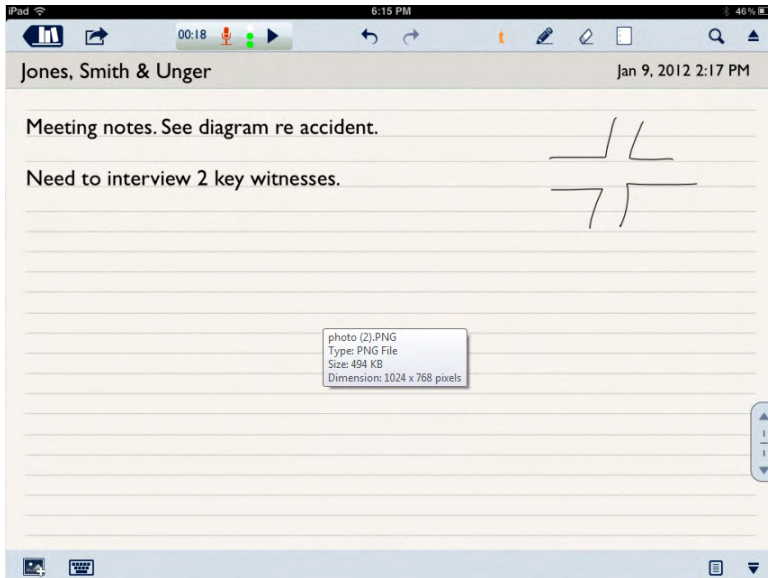 iPad 6:15 PM 46%
00:18 t
Jones, Smith & Unger Jan 9, 2012 2:17 PM
Meeting notes. See diagram re accident.
Need to interview 2 key witnesses.
photo (2).PNG
Type: PNG File
Size: 494 KB
Dimension: 1024 x 768 pixels
1
1